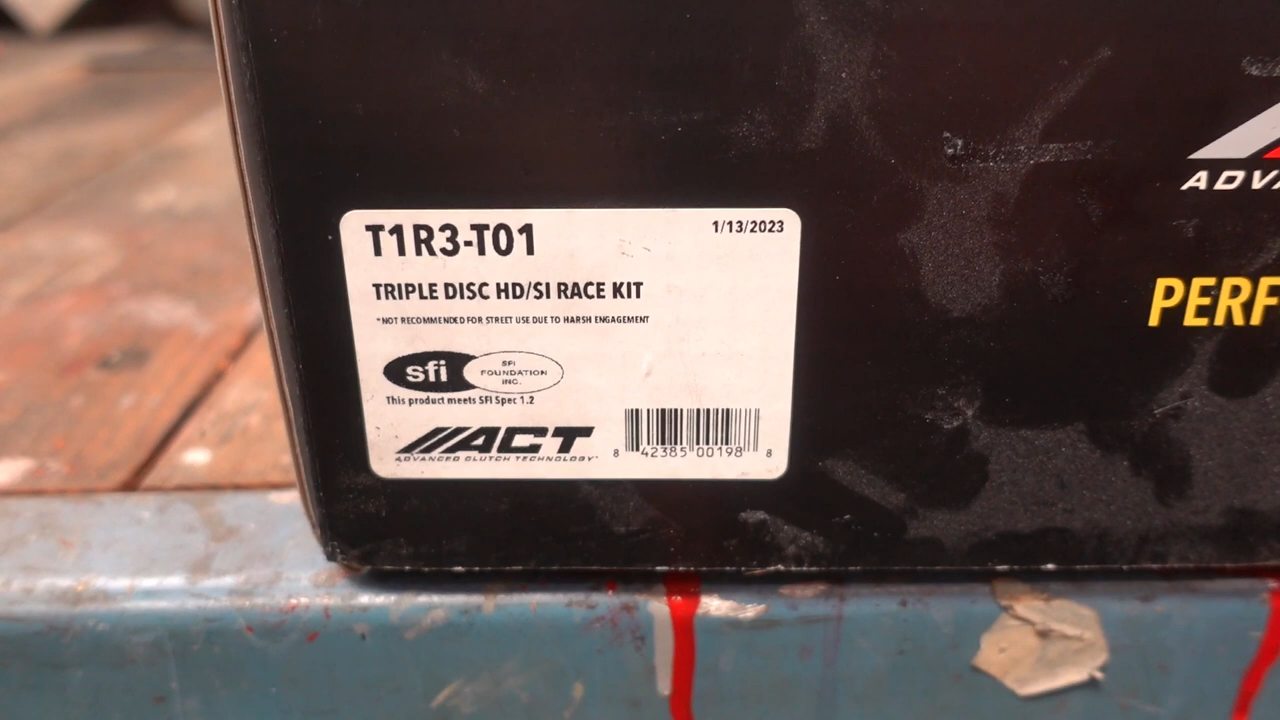 T1R3-T01
1/13/2023
TRIPLE DISC HD/SI RACE KIT
*NOT RECOMMENDED FOR STREET USE DUE TO HARSH ENGAGEMENT
sfi
SFI
FOUNDATION
INC.
This product meets SFI Spec 1.2
ACT
ADVANCED CLUTCH TECHNOLOGY
8 42385 00198 8
ADV
PERF